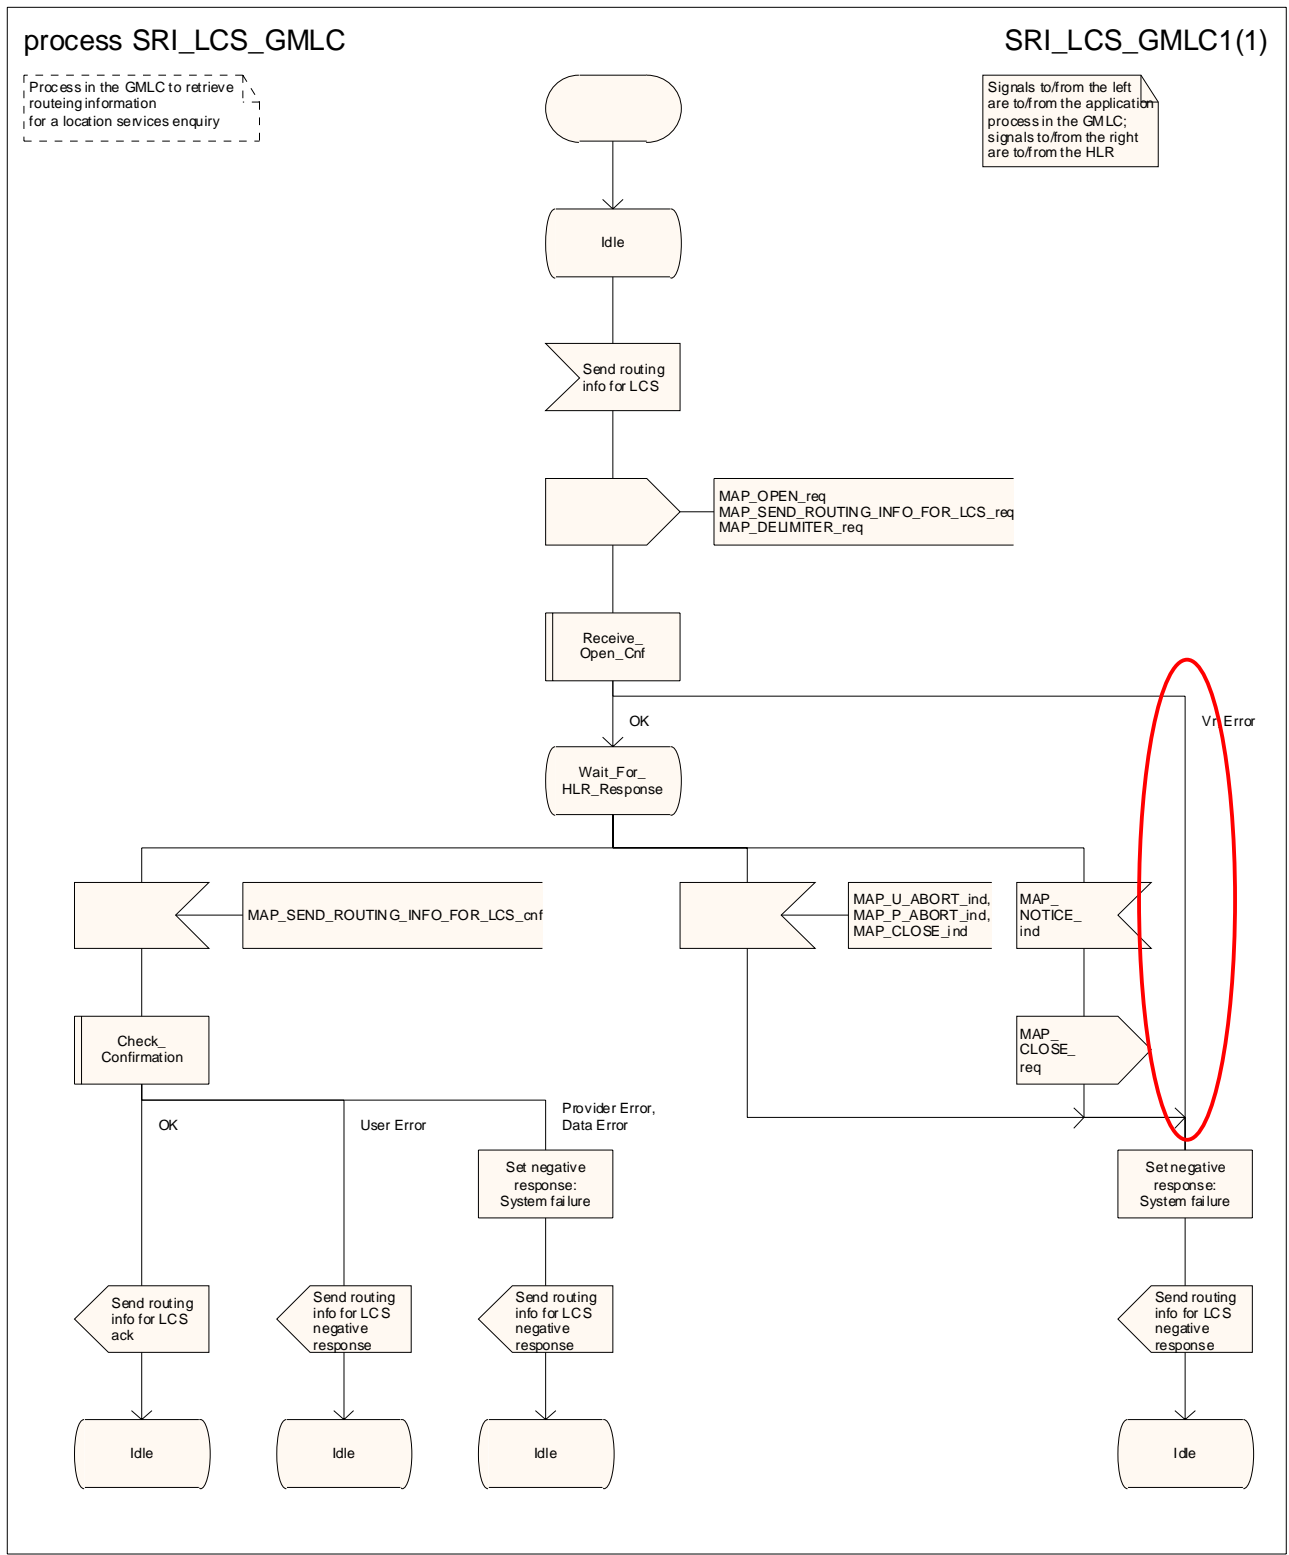 process SRI_LCS_GMLC
SRI_LCS_GMLC1(1)
Process in the GMLC to retrieve
routeing information
for a location services enquiry
Signals to/from the left
are to/from the application
process in the GMLC;
signals to/from the right
are to/from the HLR
Idle
Send routing
info for LCS
MAP_OPEN_req
MAP_SEND_ROUTING_INFO_FOR_LCS_req
MAP_DELIMITER_req
Receive_
Open_Cnf
OK
Vr Error
Wait_For_
HLR_Response
MAP_SEND_ROUTING_INFO_FOR_LCS_cnf
MAP_U_ABORT_ind,
MAP_P_ABORT_ind,
MAP_CLOSE_ind
MAP_
NOTICE_
ind
Check_
Confirmation
MAP_
CLOSE_
req
OK
User Error
Provider Error,
Data Error
Set negative
response:
System failure
Set negative
response:
System failure
Send routing
info for LCS
ack
Send routing
info for LCS
negative
response
Send routing
info for LCS
negative
response
Send routing
info for LCS
negative
response
Idle
Idle
Idle
Idle